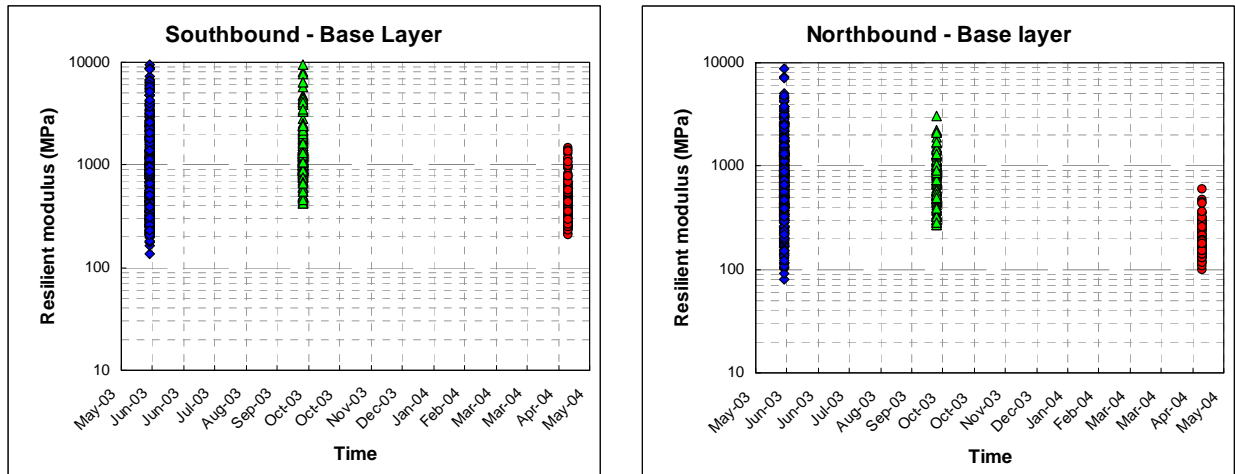 Southbound - Base Layer
Resilient modulus (MPa)
10000
1000
100
10
May-03
Jun-03
Jun-03
Jul-03
Aug-03
Sep-03
Oct-03
Oct-03
Nov-03
Dec-03
Jan-04
Feb-04
Mar-04
Mar-04
Apr-04
May-04
Time
Northbound - Base layer
Resilient modulus (MPa)
10000
1000
100
10
May-03
Jun-03
Jun-03
Jul-03
Aug-03
Sep-03
Oct-03
Oct-03
Nov-03
Dec-03
Jan-04
Feb-04
Mar-04
Mar-04
Apr-04
May-04
Time